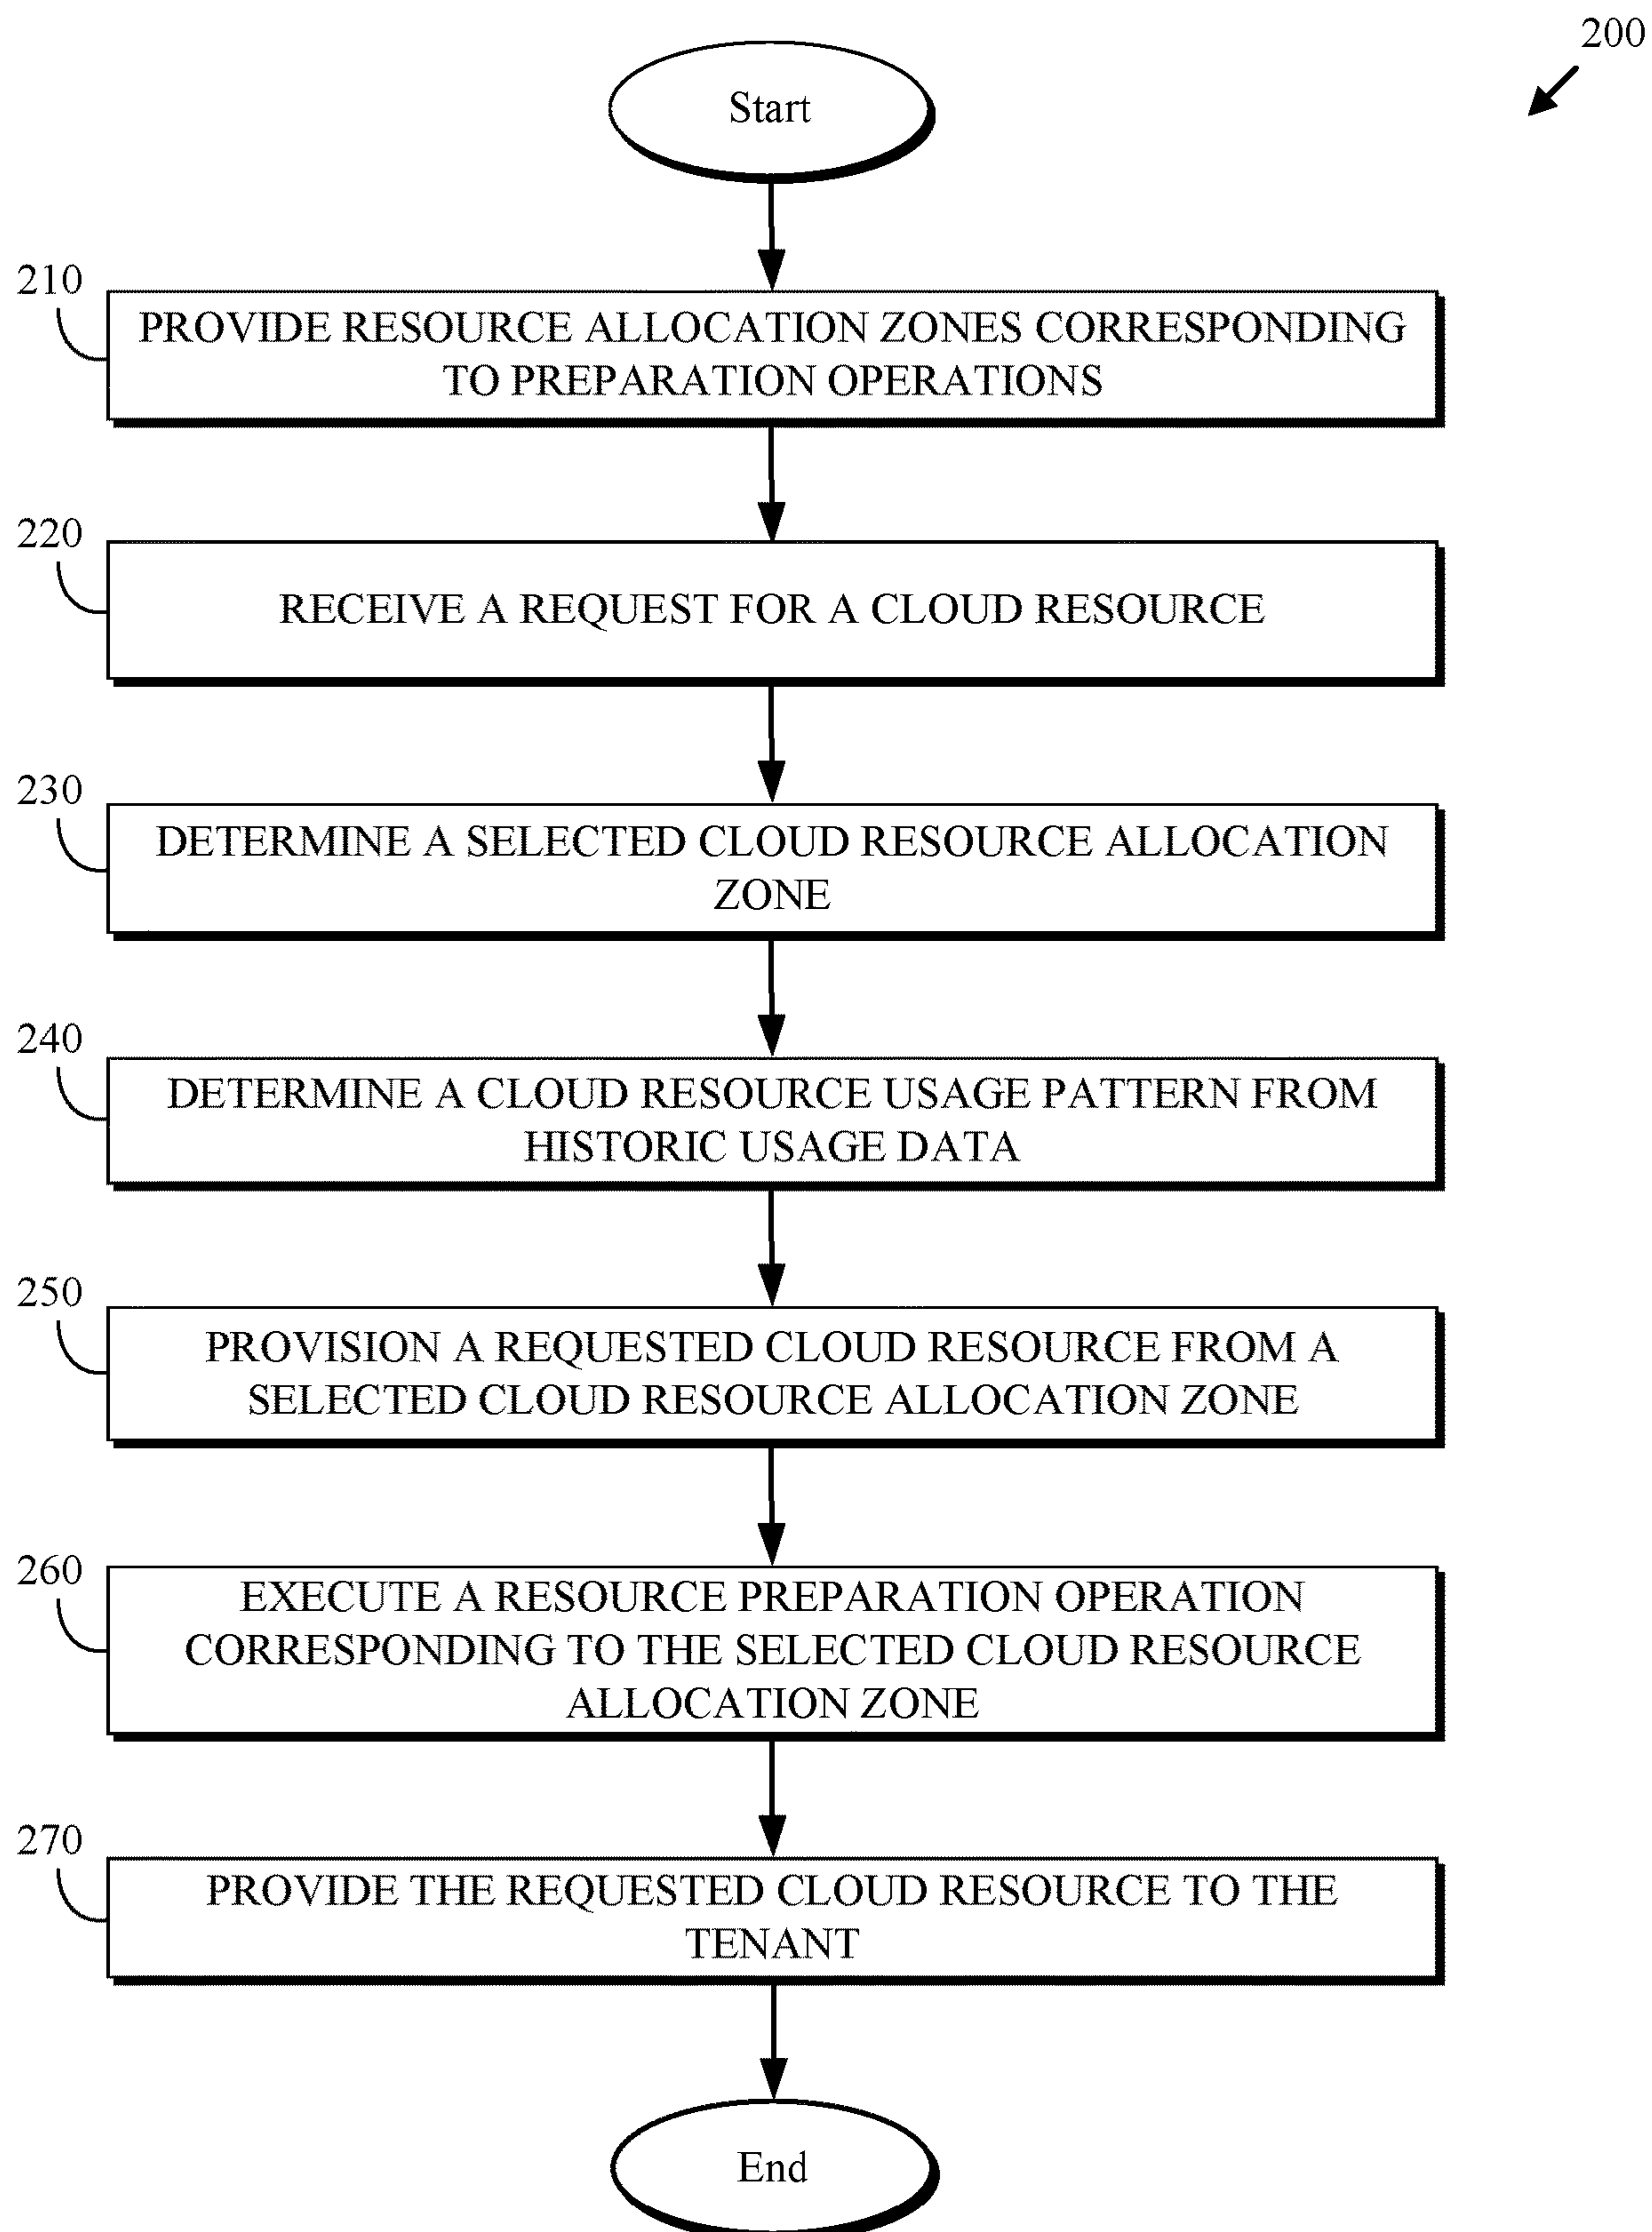 200
Start
210
PROVIDE RESOURCE ALLOCATION ZONES CORRESPONDING
TO PREPARATION OPERATIONS
220
RECEIVE A REQUEST FOR A CLOUD RESOURCE
230
DETERMINE A SELECTED CLOUD RESOURCE ALLOCATION
ZONE
240
DETERMINE A CLOUD RESOURCE USAGE PATTERN FROM
HISTORIC USAGE DATA
250
PROVISION A REQUESTED CLOUD RESOURCE FROM A
SELECTED CLOUD RESOURCE ALLOCATION ZONE
260
EXECUTE A RESOURCE PREPARATION OPERATION
CORRESPONDING TO THE SELECTED CLOUD RESOURCE
ALLOCATION ZONE
270
PROVIDE THE REQUESTED CLOUD RESOURCE TO THE
TENANT
End